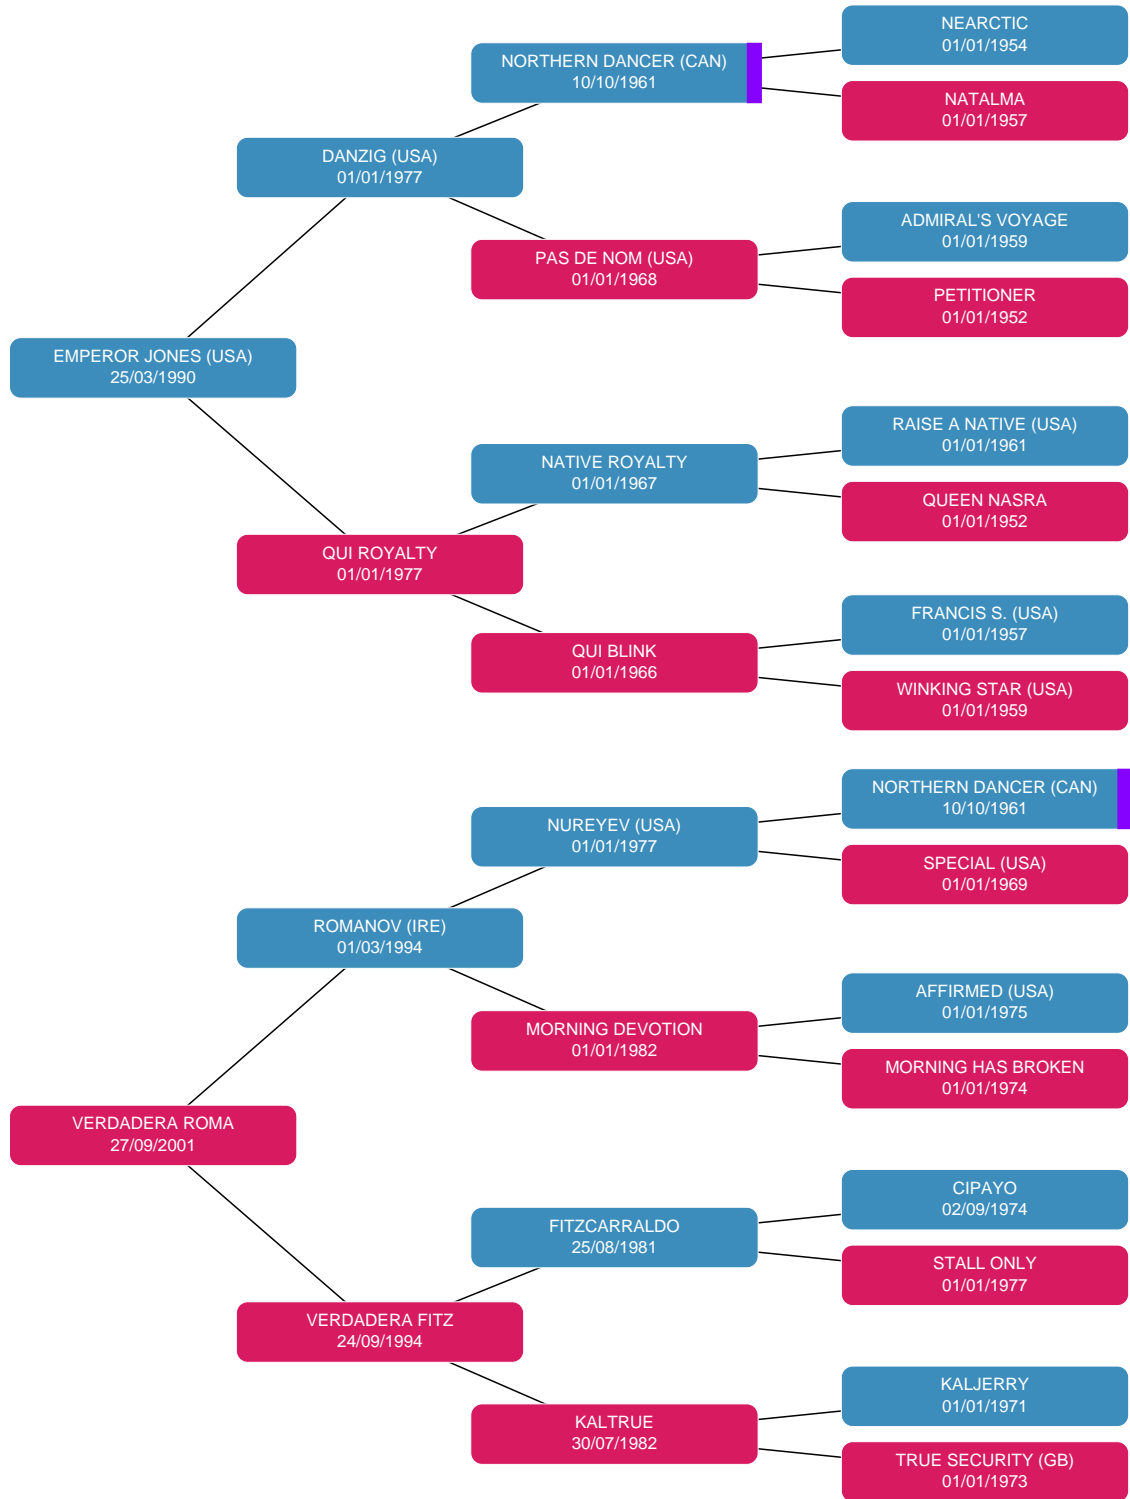 NEARCTIC
01/01/1954
NORTHERN DANCER (CAN)
10/10/1961
NATALMA
01/01/1957
DANZIG (USA)
01/01/1977
ADMIRAL'S VOYAGE
01/01/1959
PAS DE NOM (USA)
01/01/1968
PETITIONER
01/01/1952
EMPEROR JONES (USA)
25/03/1990
RAISE A NATIVE (USA)
01/01/1961
NATIVE ROYALTY
01/01/1967
QUEEN NASRA
01/01/1952
QUI ROYALTY
01/01/1977
FRANCIS S. (USA)
01/01/1957
QUI BLINK
01/01/1966
WINKING STAR (USA)
01/01/1959
NORTHERN DANCER (CAN)
10/10/1961
NUREYEV (USA)
01/01/1977
SPECIAL (USA)
01/01/1969
ROMANOV (IRE)
01/03/1994
AFFIRMED (USA)
01/01/1975
MORNING DEVOTION
01/01/1982
MORNING HAS BROKEN
01/01/1974
VERDADERA ROMA
27/09/2001
CIPAYO
02/09/1974
FITZCARRALDO
25/08/1981
STALL ONLY
01/01/1977
VERDADERA FITZ
24/09/1994
KALJERRY
01/01/1971
KALTRUE
30/07/1982
TRUE SECURITY (GB)
01/01/1973